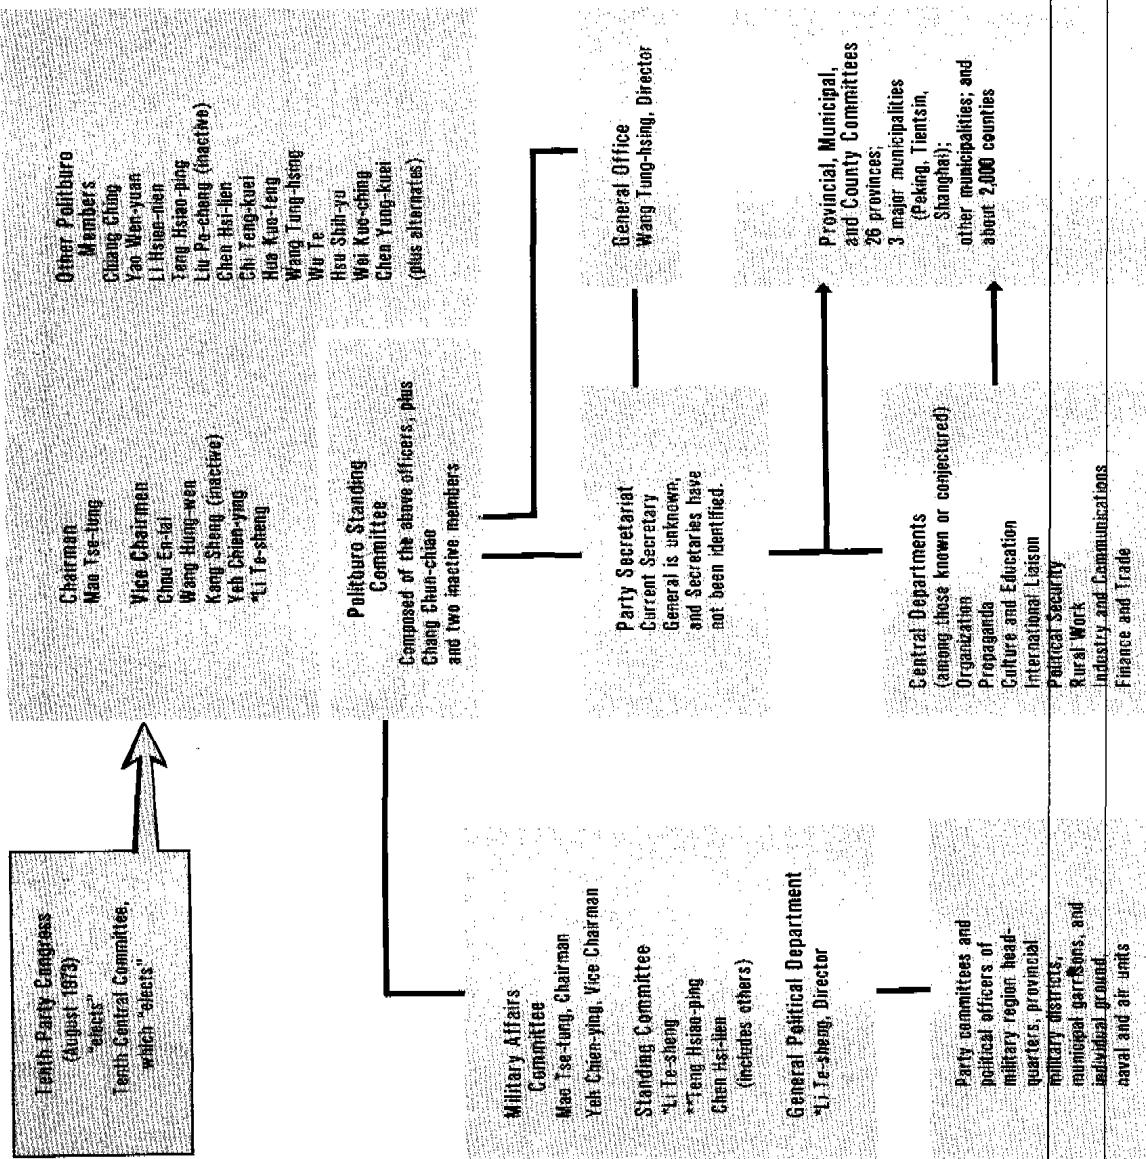 Tenth Party Congress
(August 1973)
"elects"
Tenth Central Committee,
which "elects"
Chairman
Mao Tse-tung
Vice Chairmen
Chou En-lai
Wang Hung-wen
Kang Sheng (inactive)
Yeh Chien-ying
*Li Te-sheng
Other Politburo
Members
Chiang Ching
Yao Wen-yuan
Li Hsien-nien
Teng Hsiao-ping
Liu Po-cheng (inactive)
Chen Hsi-lien
Chi Teng-kuei
Hua Kuo-feng
Wang Tung-hsing
Wu Te
Hsu Shih-yu
Wei Kuo-ching
Chen Yung-kuei
(plus alternates)
Politburo Standing
Committee
Composed of the above officers, plus
Chang Chun-chiao
and two inactive members
Military Affairs
Committee
Mao Tse-tung, Chairman
Yeh Chien-ying, Vice Chairman
Standing Committee
*Li Te-sheng
**Teng Hsiao-ping
Chen Hsi-lien
(includes others)
General Political Department
*Li Te-sheng, Director
Party Secretariat
Current Secretary
General is unknown,
and Secretaries have
not been identified.
General Office
Wang Tung-hsing, Director
Party committees and
political officers of
military region head-
quarters, provincial
military districts,
municipal garrisons, and
individual ground
naval and air units
Central Departments
(among those known or conjectured)
Organization
Propaganda
Culture and Education
International Liaison
Political Security
Rural Work
Industry and Communications
Finance and Trade
Provincial, Municipal,
and County Committees
26 provinces;
3 major municipalities
(Peking, Tientsin,
Shanghai);
other municipalities; and
about 2,000 counties